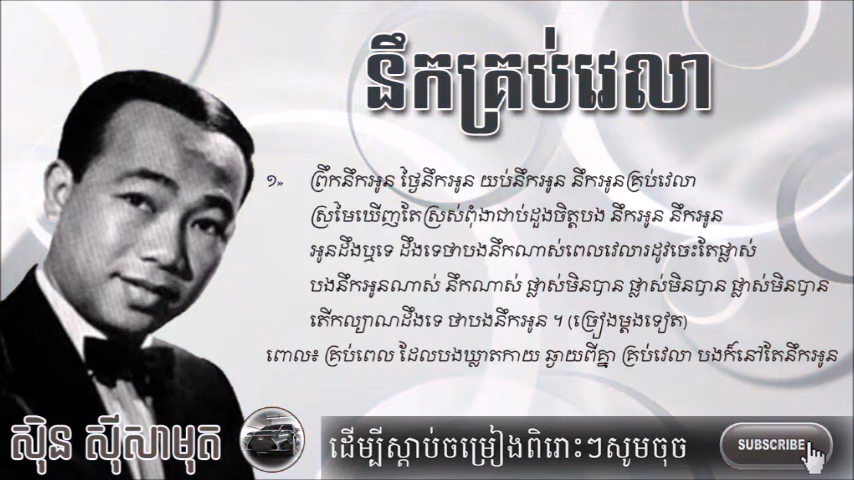 នឹកគ្រប់វេលា
១» ព្រឹកនឹកអូន ថ្ងៃនឹកអូន យប់នឹកអូន នឹកអូនគ្រប់វេលា
ស្រមៃឃើញតែស្រស់ពុំងាជាប់ដួងចិត្តបង នឹកអូន នឹកអូន
អូនដឹងឬទេ ដឹងទេថាបងនឹកណាស់ពេលវេលារដូវចេះតែផ្លាស់
បងនឹកអូនណាស់ នឹកណាស់ ផ្លាស់មិនបាន ផ្លាស់មិនបាន ផ្លាស់មិនបាន
តើកល្យាណដឹងទេ ថាបងនឹកអូន ។ (ច្រៀងម្តងទៀត)
ពោល៖ គ្រប់ពេល ដែលបងឃ្លាតកាយ ឆ្ងាយពីគ្នា គ្រប់វេលា បងក៏នៅតែនឹកអូន
ស៊ិន ស៊ីសាមុត
ដើម្បីស្តាប់ចម្រៀងពិរោះៗសូមចុច SUBSCRIBE